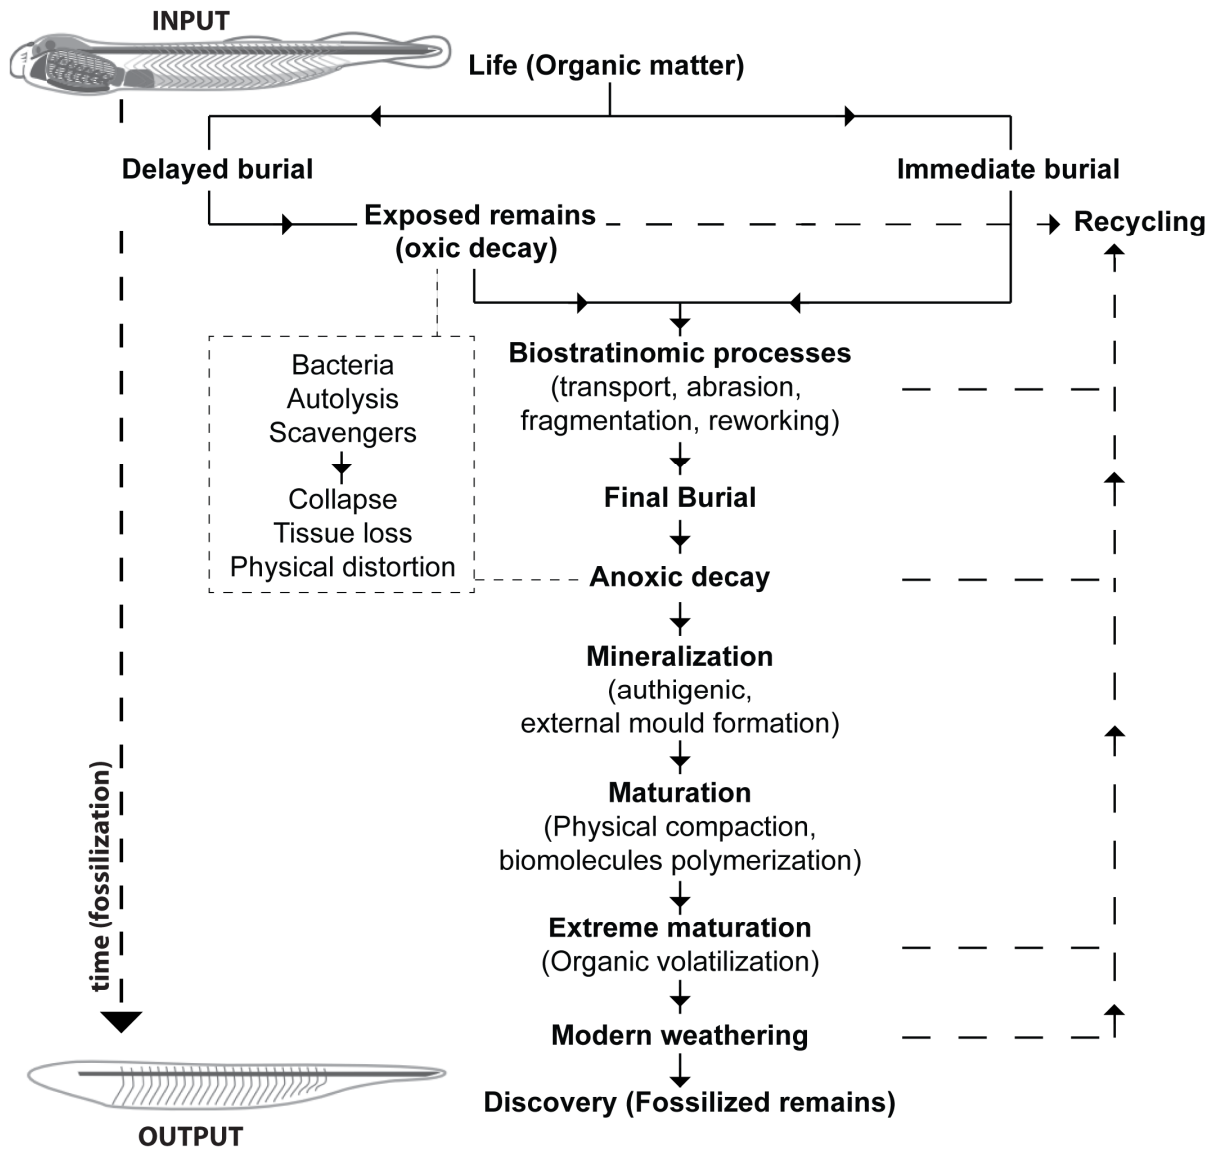 INPUT
Life (Organic matter)
Delayed burial
Immediate burial
Exposed remains
(oxic decay)
Recycling
Bacteria
Autolysis
Scavengers
Collapse
Tissue loss
Physical distortion
Biostratinomic processes
(transport, abrasion,
fragmentation, reworking)
Final Burial
Anoxic decay
Mineralization
(authigenic,
external mould formation)
Maturation
(Physical compaction,
biomolecules polymerization)
Extreme maturation
(Organic volatilization)
Modern weathering
Discovery (Fossilized remains)
time (fossilization)
OUTPUT